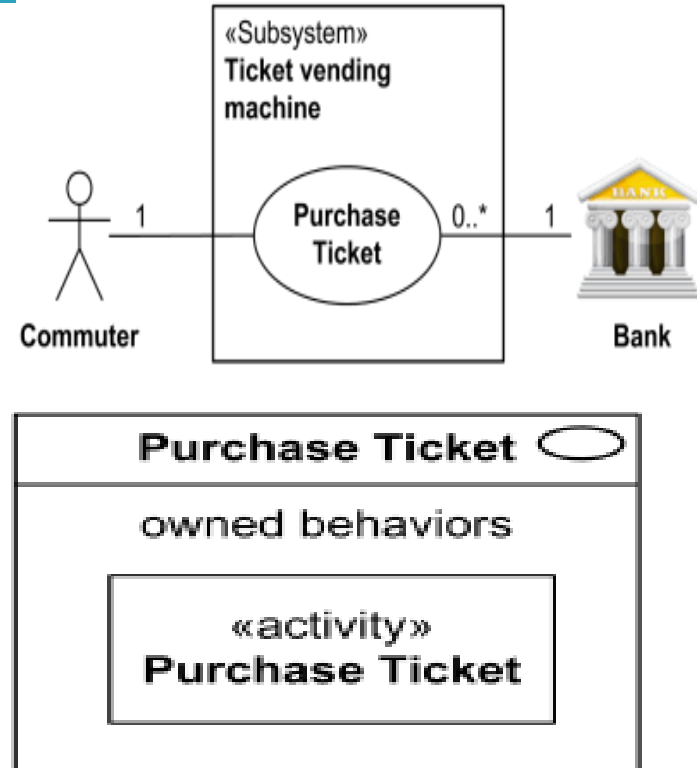 «Subsystem»
Ticket vending
machine
1
Purchase
Ticket
0..*
1
BANK
Commuter
Bank
Purchase Ticket
owned behaviors
«activity»
Purchase Ticket